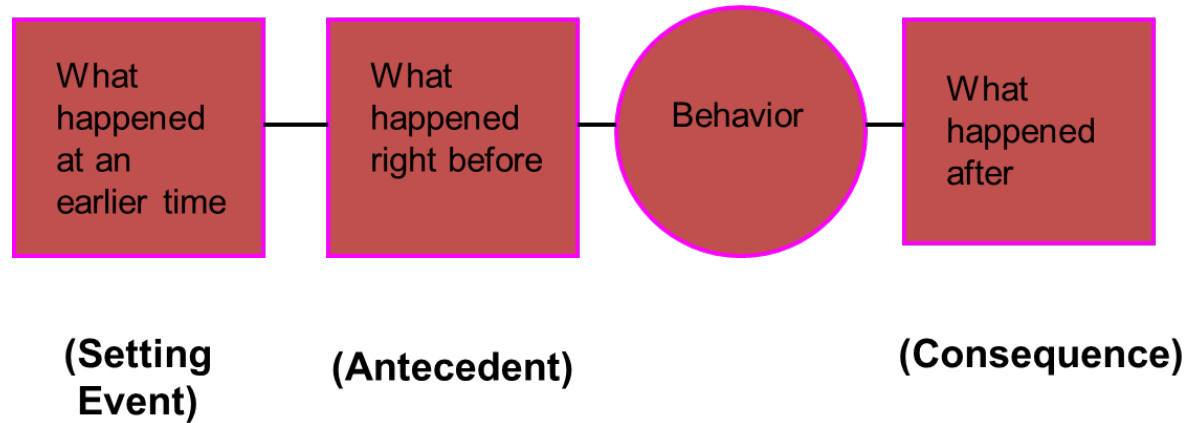 What
happened
at an
earlier time
What
happened
right before
Behavior
What
happened
after
(Setting
Event)
(Antecedent)
(Consequence)